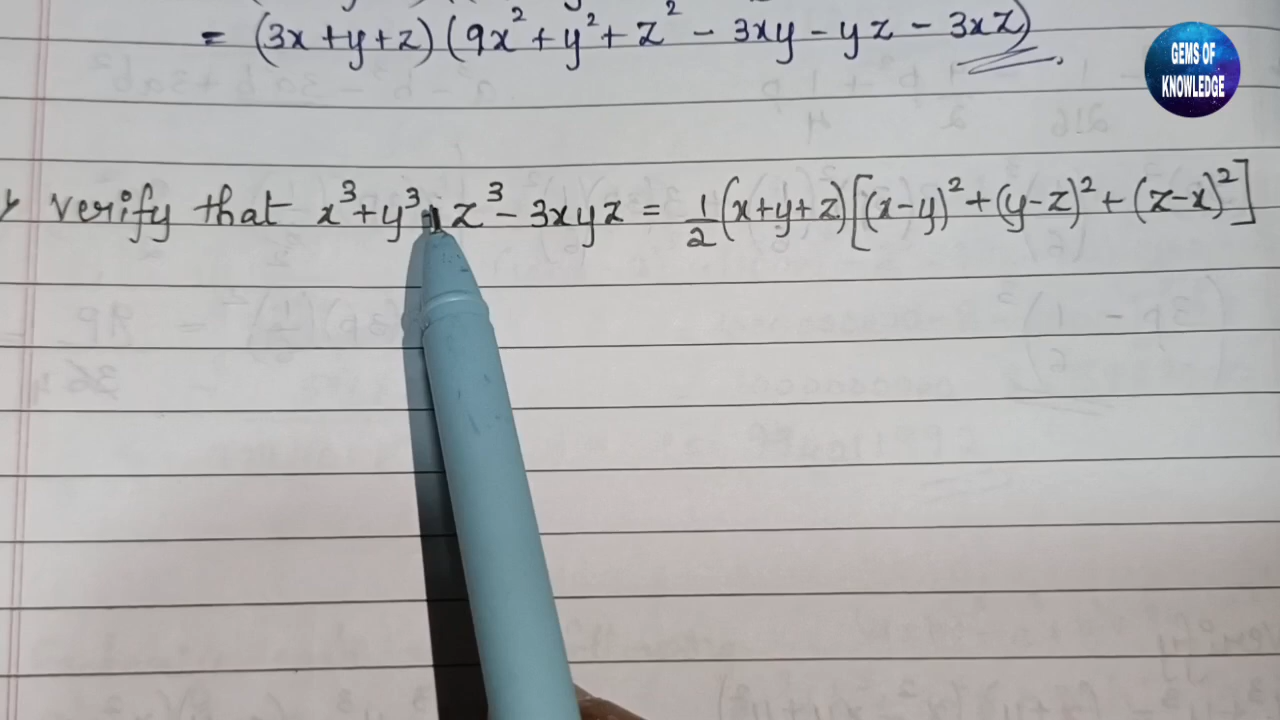 = (3x+y+z)(9x²+y²+z² - 3xy - yz - 3xz)
GEMS OF
KNOWLEDGE
verify that x³+y³ z³ - 3xyz = 1/2 (x+y+z)[(x-y)²+(y-z)²+(z-x)²]